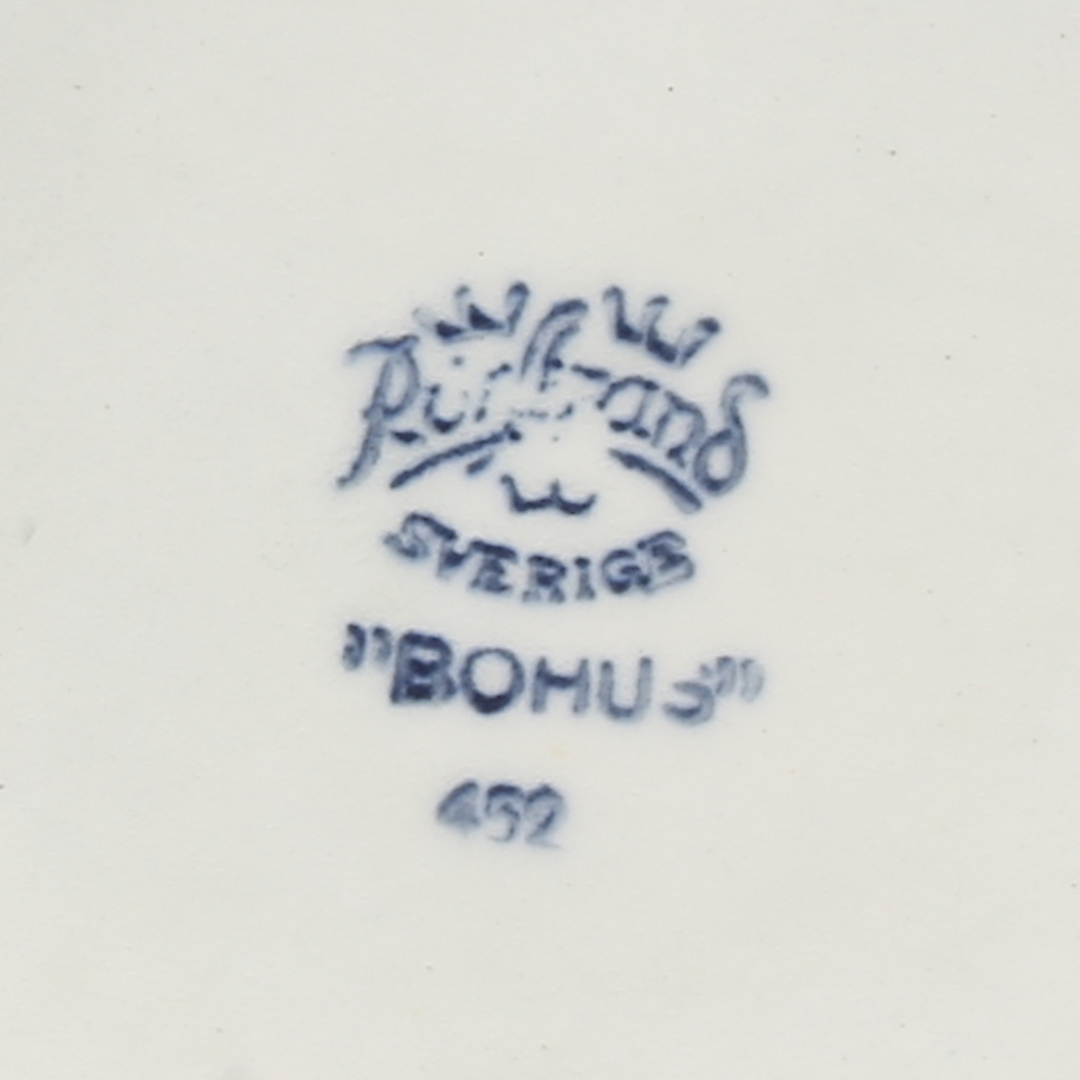 Rörstrand
SVERIGE
"BOHUS"
452